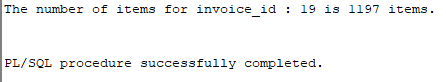 The number of items for invoice_id : 19 is 1197 items.
PL/SQL procedure successfully completed.